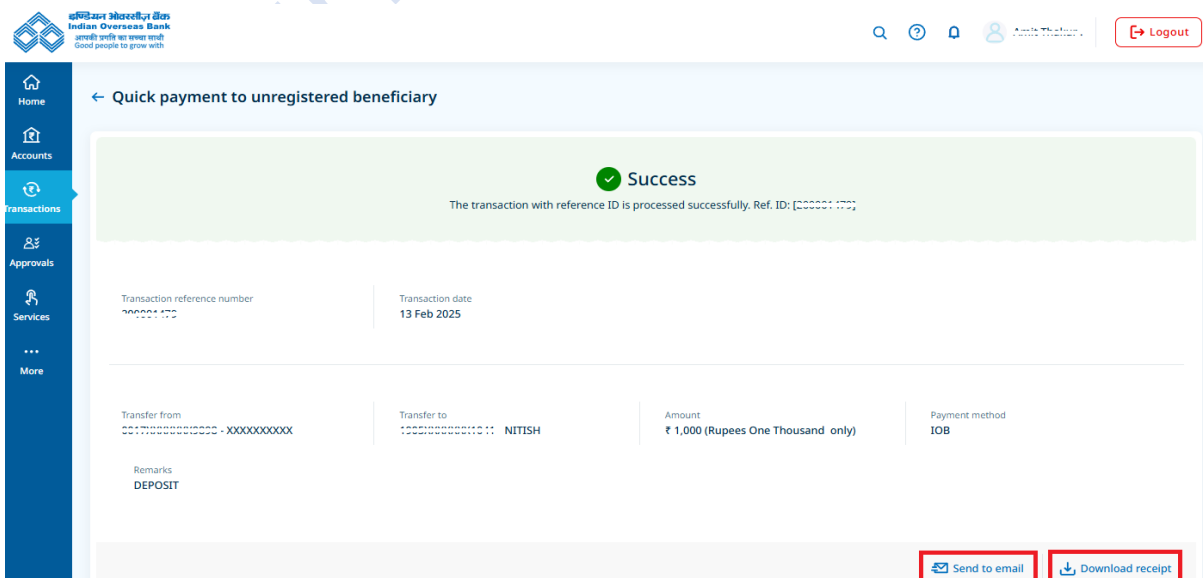 इण्डियन ओवरसीज़ बैंक
Indian Overseas Bank
आपकी प्रगति का सच्चा साथी
Good people to grow with
Logout
Home
Quick payment to unregistered beneficiary
Accounts
Success
Transactions
The transaction with reference ID is processed successfully. Ref. ID:
Approvals
Services
Transaction reference number
Transaction date
13 Feb 2025
More
Transfer from
Transfer to
Amount
Payment method
- XXXXXXXXXX
NITISH
₹ 1,000 (Rupees One Thousand only)
IOB
Remarks
DEPOSIT
Send to email
Download receipt